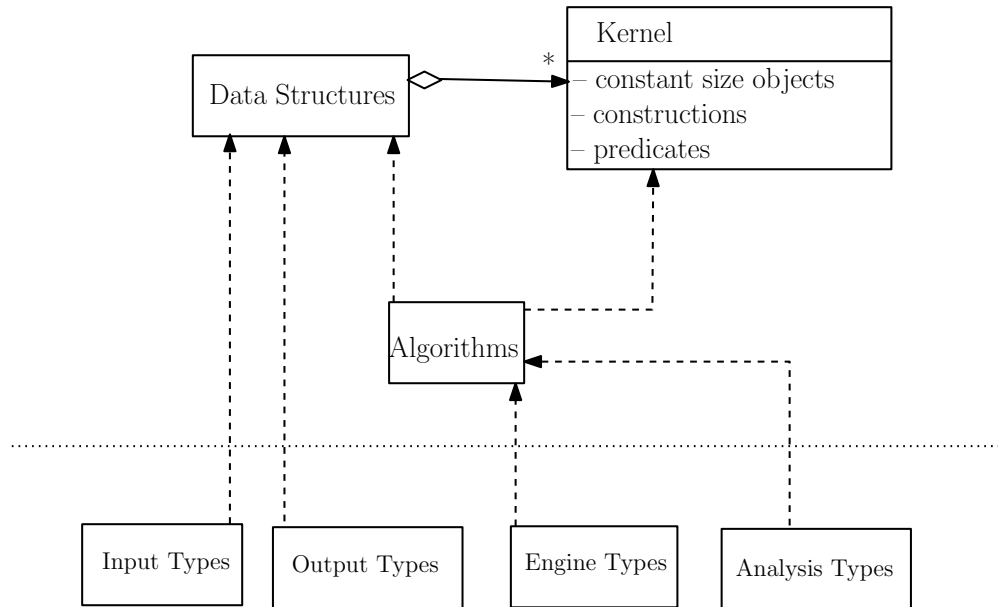 Kernel
*
Data Structures
– constant size objects
– constructions
– predicates
Algorithms
Input Types
Output Types
Engine Types
Analysis Types